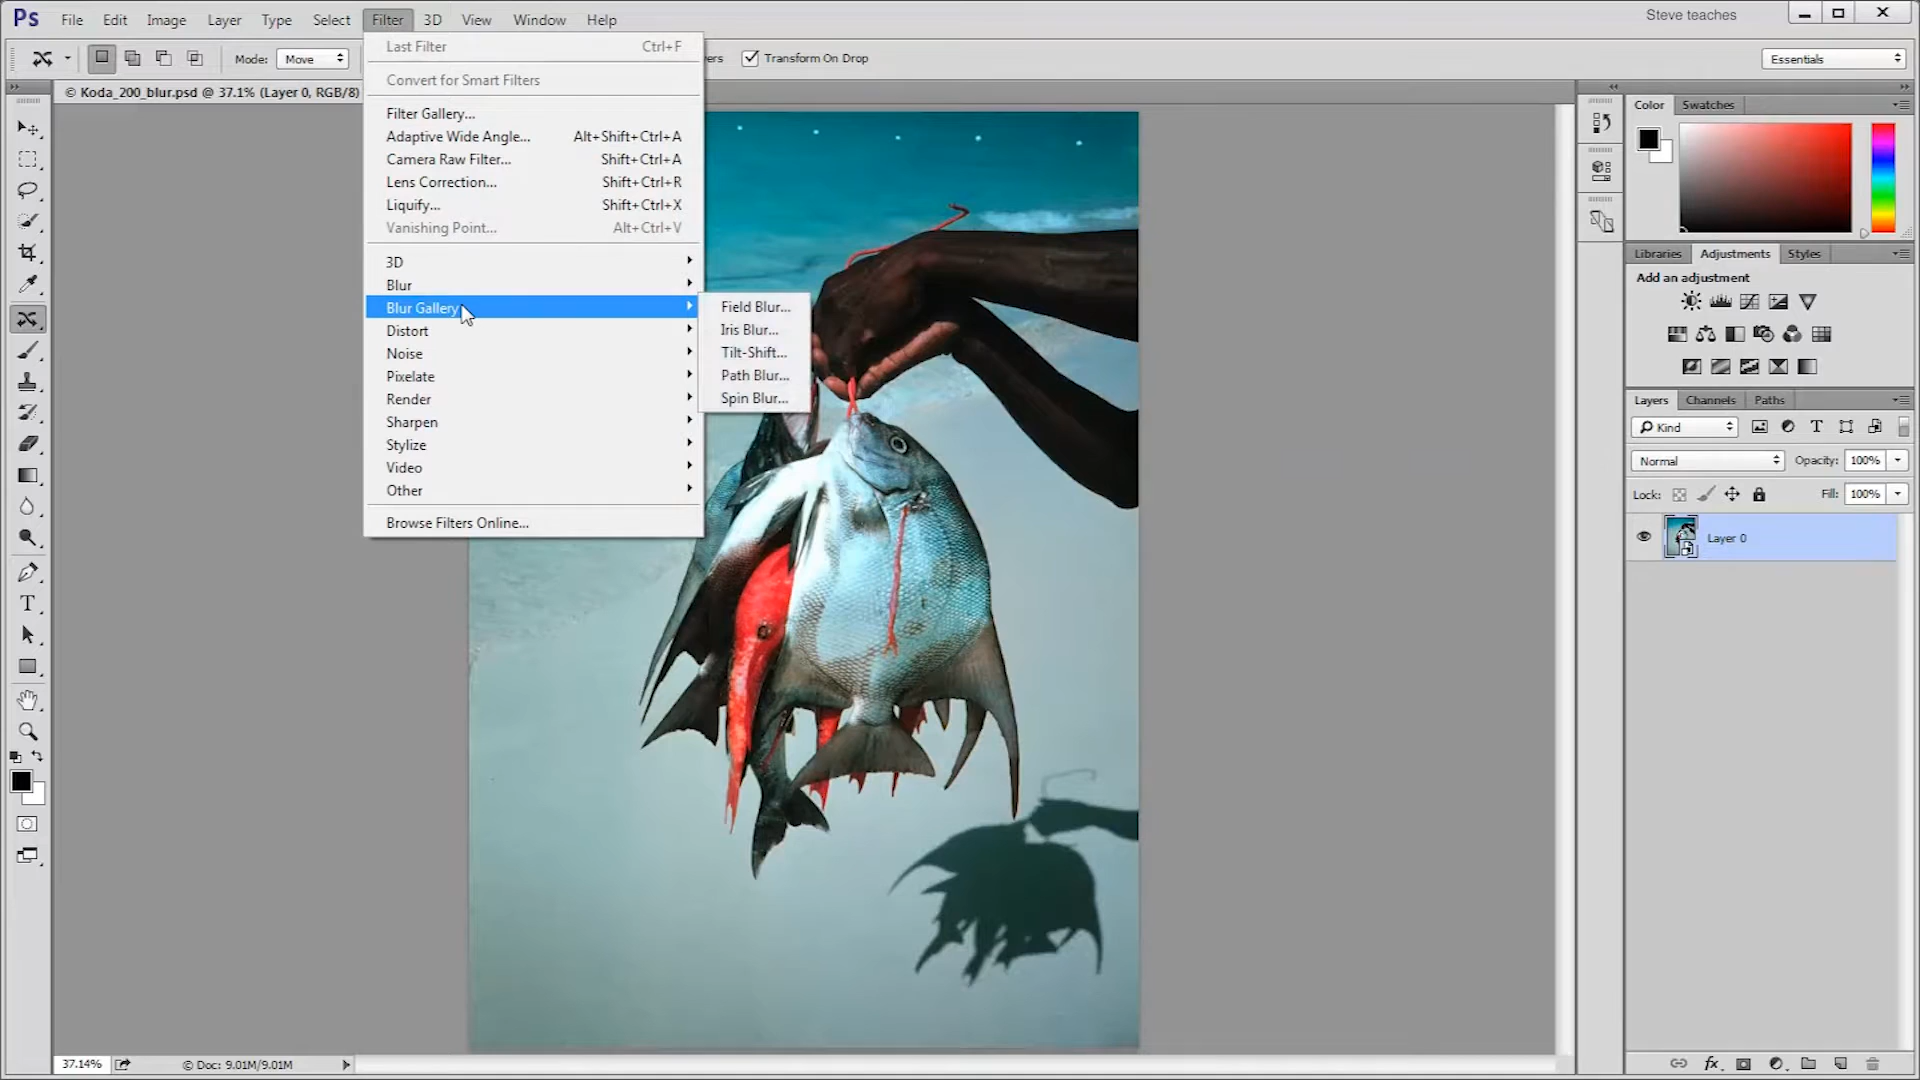 Ps File Edit Image Layer Type Select Filter 3D View Window Help Steve teaches
Mode: Move ers Transform On Drop Essentials
© Koda_200_blur.psd @ 37.1% (Layer 0, RGB/8)
Last Filter Ctrl+F
Convert for Smart Filters
Filter Gallery...
Adaptive Wide Angle... Alt+Shift+Ctrl+A
Camera Raw Filter... Shift+Ctrl+A
Lens Correction... Shift+Ctrl+R
Liquify... Shift+Ctrl+X
Vanishing Point... Alt+Ctrl+V
3D
Blur
Blur Gallery
Distort
Noise
Pixelate
Render
Sharpen
Stylize
Video
Other
Browse Filters Online...
Field Blur...
Iris Blur...
Tilt-Shift...
Path Blur...
Spin Blur...
Color Swatches
Libraries Adjustments Styles
Add an adjustment
Layers Channels Paths
Kind
Normal Opacity: 100%
Lock: Fill: 100%
Layer 0
T
37.14% © Doc: 9.01M/9.01M
fx